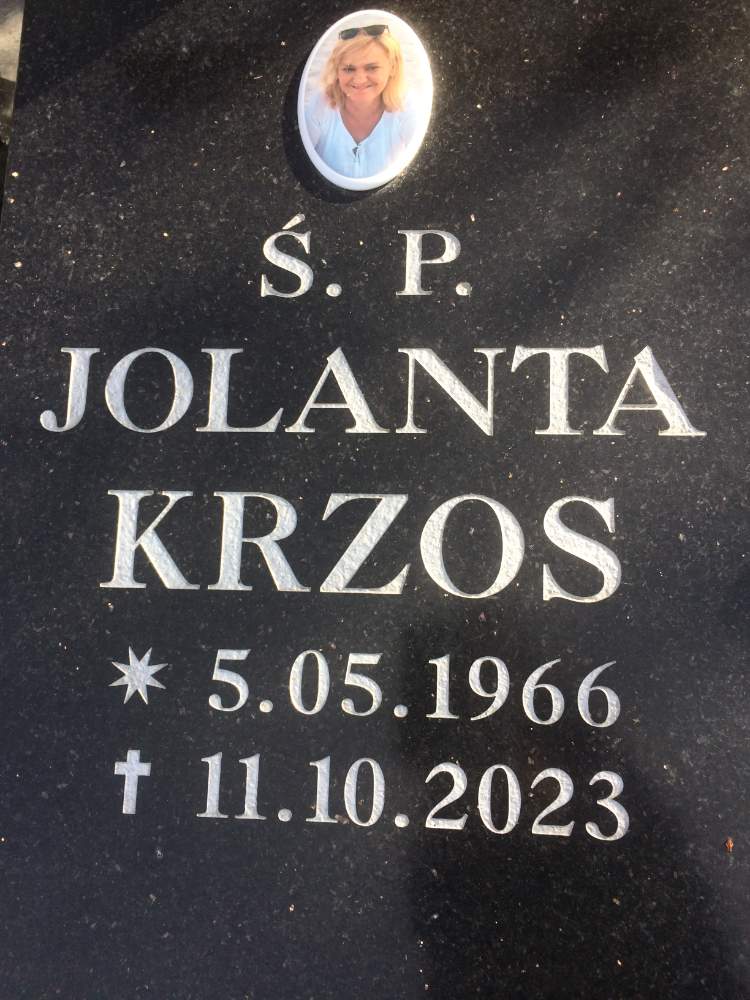 Ś. P.
JOLANTA
KRZOS
* 5.05.1966
✝ 11.10.2023